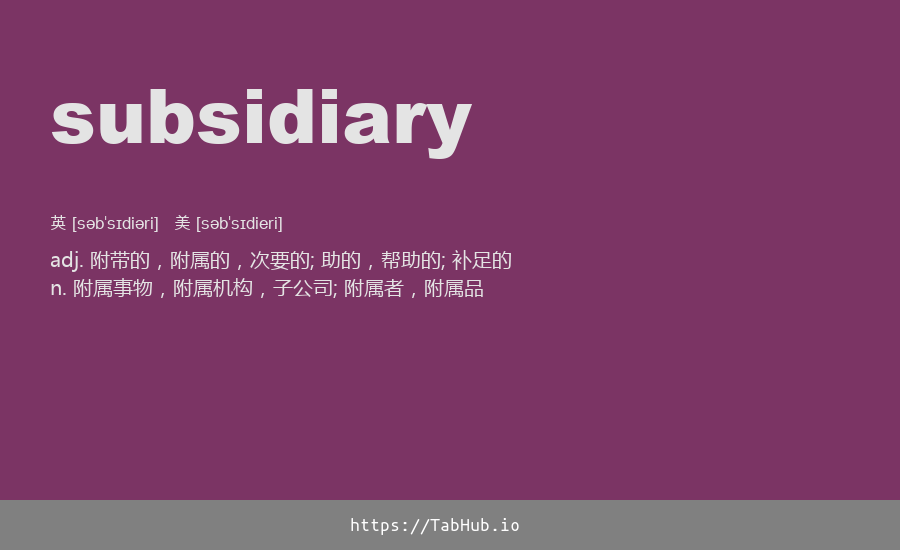 subsidiary
英 [səbˈsɪdiəri] 美 [səbˈsɪdieri]
adj. 附带的，附属的，次要的; 助的，帮助的; 补足的
n. 附属事物，附属机构，子公司; 附属者，附属品
https://TabHub.io